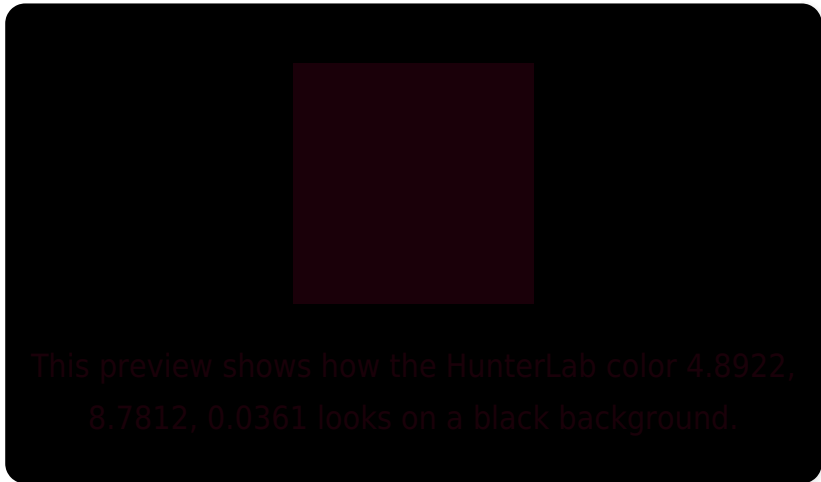 This preview shows how the HunterLab color 4.8922,
8.7812, 0.0361 looks on a black background.